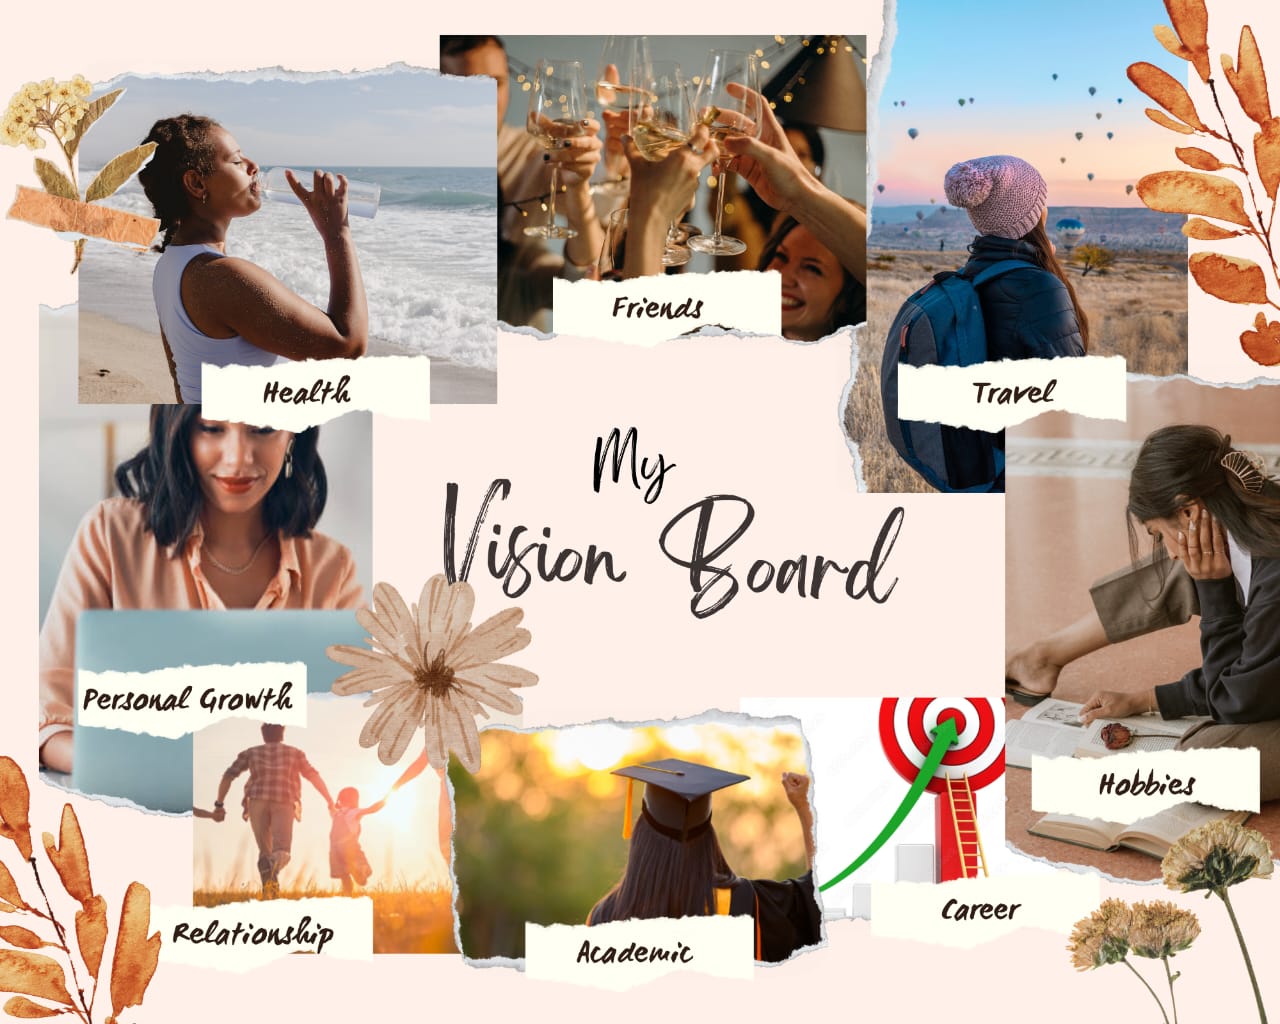 Friends
Health
Travel
My
Vision Board
Personal Growth
Hobbies
Relationship
Academic
Career